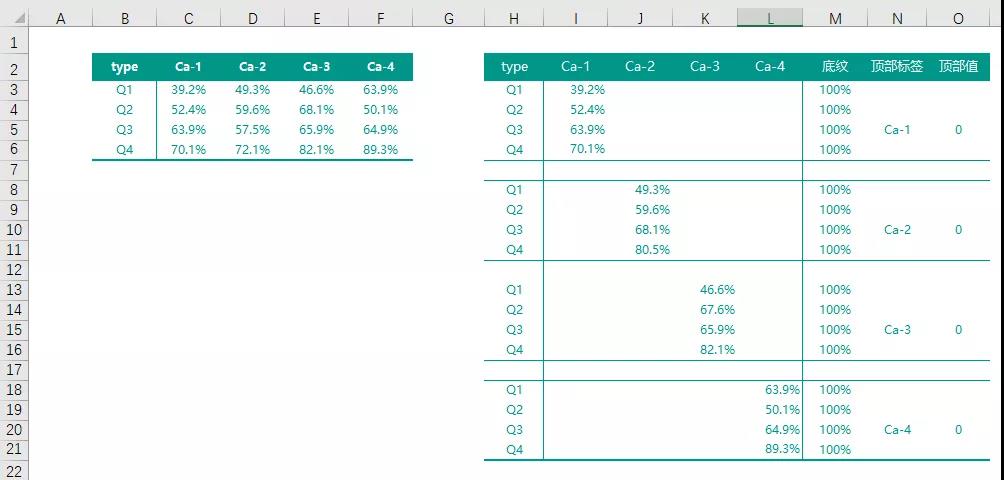 A B C D E F G H I J K L M N O
1
2 type Ca-1 Ca-2 Ca-3 Ca-4 type Ca-1 Ca-2 Ca-3 Ca-4 底纹 顶部标签 顶部值
3 Q1 39.2% 49.3% 46.6% 63.9% Q1 39.2% 100%
4 Q2 52.4% 59.6% 68.1% 50.1% Q2 52.4% 100%
5 Q3 63.9% 57.5% 65.9% 64.9% Q3 63.9% 100% Ca-1 0
6 Q4 70.1% 72.1% 82.1% 89.3% Q4 70.1% 100%
7
8 Q1 49.3% 100%
9 Q2 59.6% 100%
10 Q3 68.1% 100% Ca-2 0
11 Q4 80.5% 100%
12
13 Q1 46.6% 100%
14 Q2 67.6% 100%
15 Q3 65.9% 100% Ca-3 0
16 Q4 82.1% 100%
17
18 Q1 63.9% 100%
19 Q2 50.1% 100%
20 Q3 64.9% 100% Ca-4 0
21 Q4 89.3% 100%
22